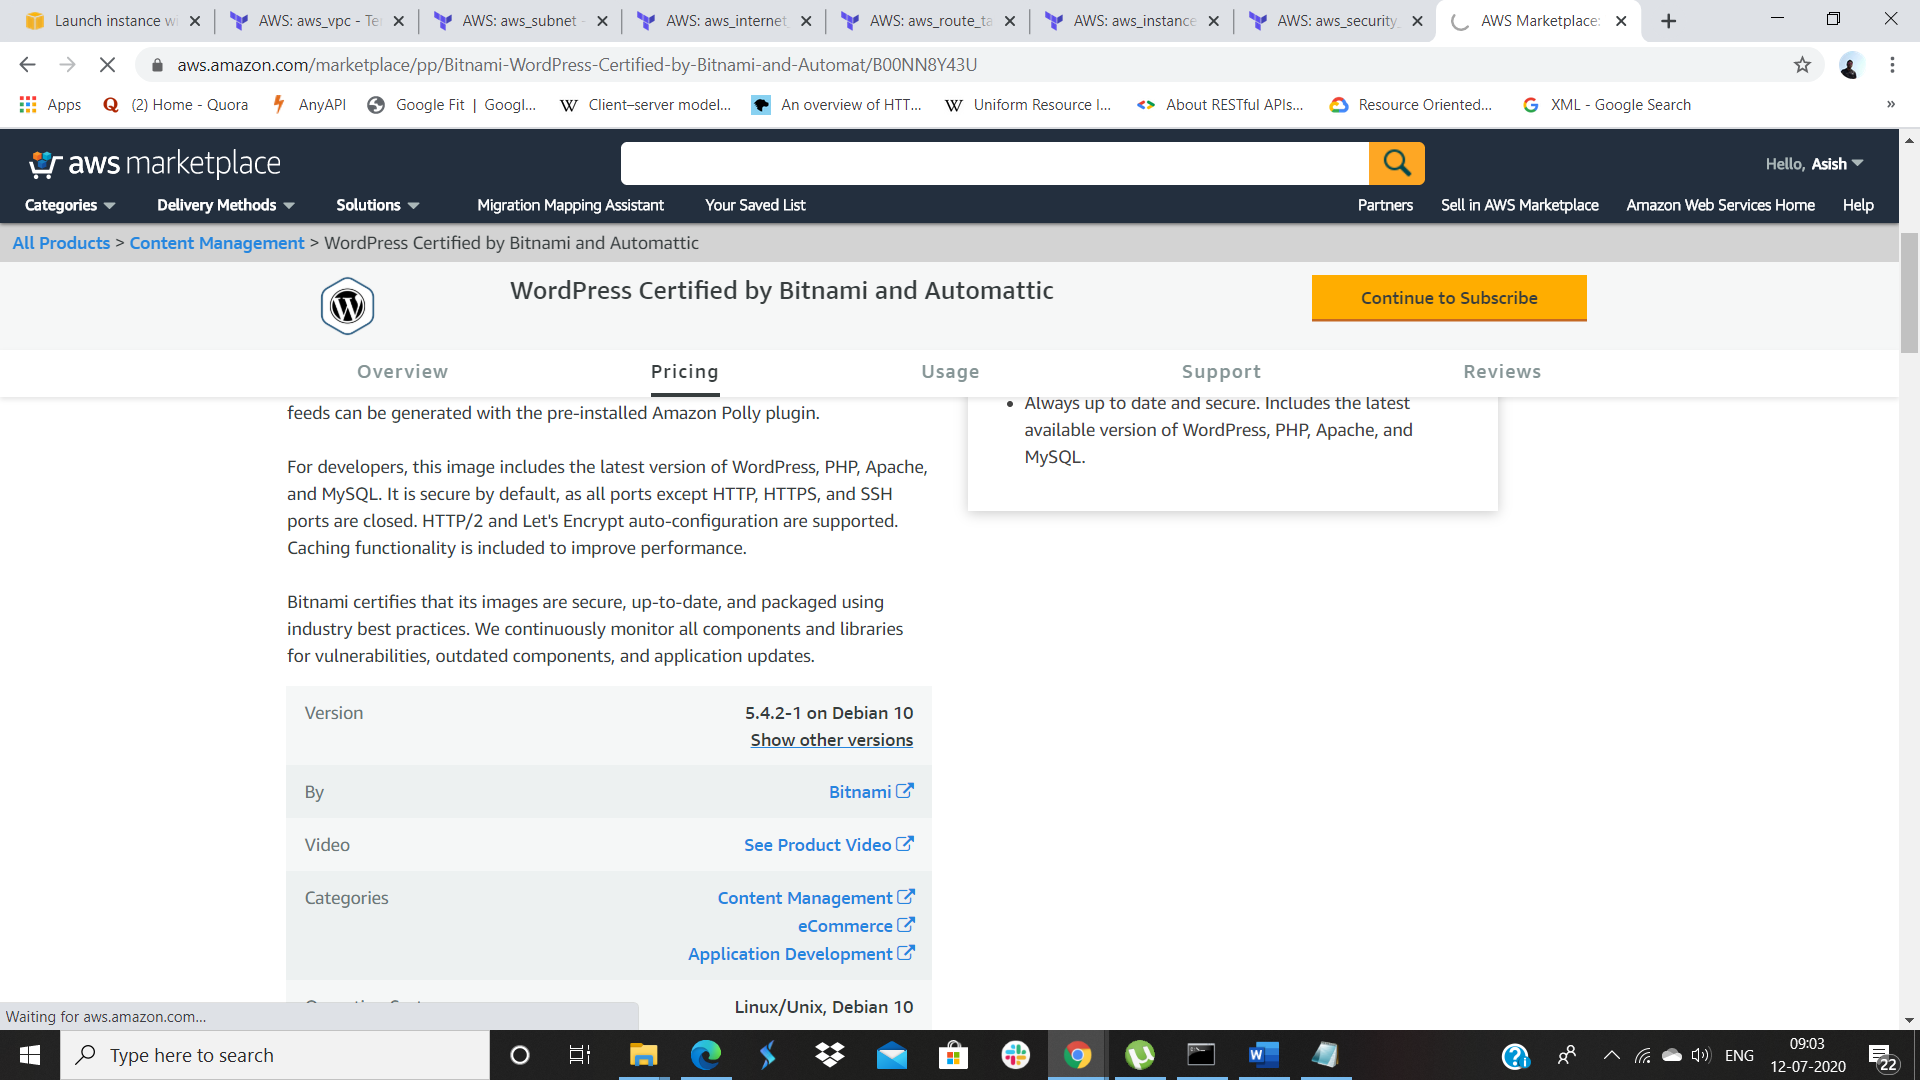 Launch instance wi
AWS: aws_vpc - Te
AWS: aws_subnet -
AWS: aws_internet_
AWS: aws_route_ta
AWS: aws_instance
AWS: aws_security_
AWS Marketplace:
aws.amazon.com/marketplace/pp/Bitnami-WordPress-Certified-by-Bitnami-and-Automat/B00NN8Y43U
Apps
(2) Home - Quora
AnyAPI
Google Fit | Googl...
Client–server model...
An overview of HTT...
Uniform Resource I...
About RESTful APIs...
Resource Oriented...
XML - Google Search
»
aws marketplace
Hello, Asish
Categories
Delivery Methods
Solutions
Migration Mapping Assistant
Your Saved List
Partners
Sell in AWS Marketplace
Amazon Web Services Home
Help
All Products > Content Management > WordPress Certified by Bitnami and Automattic
WordPress Certified by Bitnami and Automattic
Continue to Subscribe
Overview
Pricing
Usage
Support
Reviews
feeds can be generated with the pre-installed Amazon Polly plugin.
For developers, this image includes the latest version of WordPress, PHP, Apache,
and MySQL. It is secure by default, as all ports except HTTP, HTTPS, and SSH
ports are closed. HTTP/2 and Let's Encrypt auto-configuration are supported.
Caching functionality is included to improve performance.
Bitnami certifies that its images are secure, up-to-date, and packaged using
industry best practices. We continuously monitor all components and libraries
for vulnerabilities, outdated components, and application updates.
• Always up to date and secure. Includes the latest
available version of WordPress, PHP, Apache, and
MySQL.
Version
5.4.2-1 on Debian 10
Show other versions
By
Bitnami
Video
See Product Video
Categories
Content Management
eCommerce
Application Development
Linux/Unix, Debian 10
Waiting for aws.amazon.com...
Type here to search
ENG
09:03
12-07-2020
22